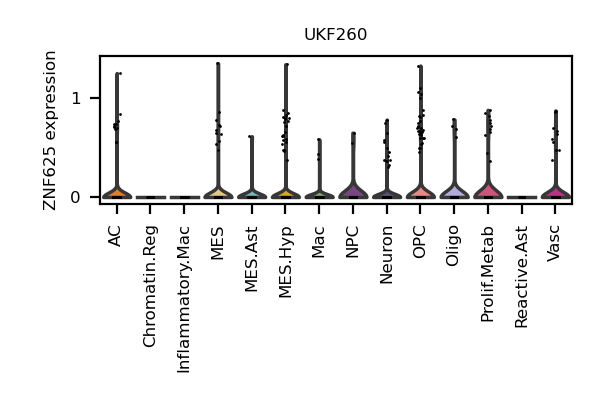 UKF260
ZNF625 expression
1
0
AC
Chromatin.Reg
Inflammatory.Mac
MES
MES.Ast
MES.Hyp
Mac
NPC
Neuron
OPC
Oligo
Prolif.Metab
Reactive.Ast
Vasc